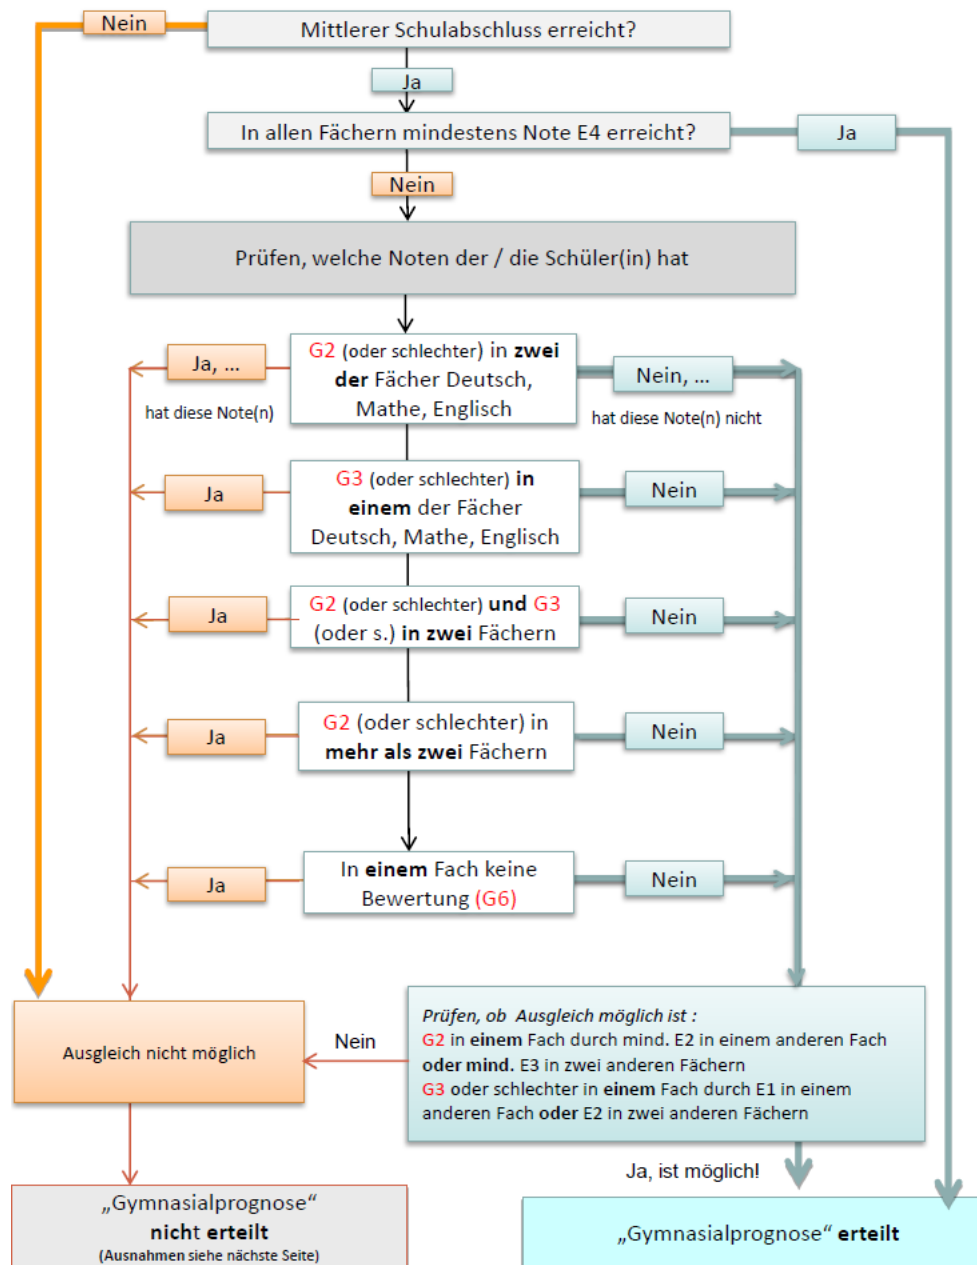 Nein
Mittlerer Schulabschluss erreicht?
Ja
In allen Fächern mindestens Note E4 erreicht?
Ja
Nein
Prüfen, welche Noten der / die Schüler(in) hat
Ja, ...
hat diese Note(n)
G2 (oder schlechter) in zwei
der Fächer Deutsch,
Mathe, Englisch
Nein, ...
hat diese Note(n) nicht
Ja
G3 (oder schlechter) in
einem der Fächer
Deutsch, Mathe, Englisch
Nein
Ja
G2 (oder schlechter) und G3
(oder s.) in zwei Fächern
Nein
Ja
G2 (oder schlechter) in
mehr als zwei Fächern
Nein
Ja
In einem Fach keine
Bewertung (G6)
Nein
Ausgleich nicht möglich
Nein
Prüfen, ob Ausgleich möglich ist :
G2 in einem Fach durch mind. E2 in einem anderen Fach
oder mind. E3 in zwei anderen Fächern
G3 oder schlechter in einem Fach durch E1 in einem
anderen Fach oder E2 in zwei anderen Fächern
Ja, ist möglich!
„Gymnasialprognose“
nicht erteilt
(Ausnahmen siehe nächste Seite)
„Gymnasialprognose“ erteilt